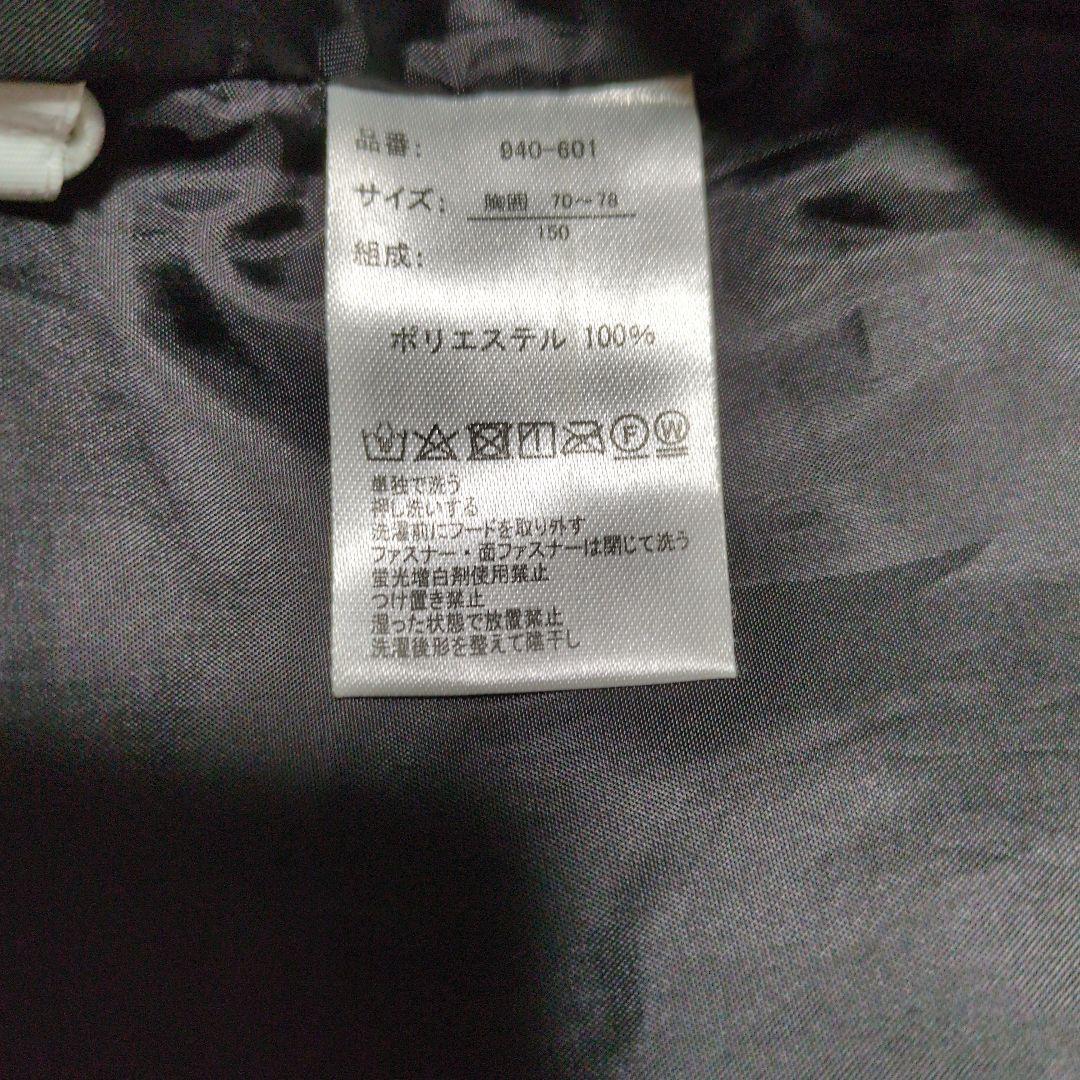 品番: 940-601
サイズ: 胸囲 70～78
150
組成:
ポリエステル 100%
F W
単独で洗う
押し洗いする
洗濯前にフードを取り外す
ファスナー・面ファスナーは閉じて洗う
蛍光増白剤使用禁止
つけ置き禁止
湿った状態で放置禁止
洗濯後形を整えて陰干し